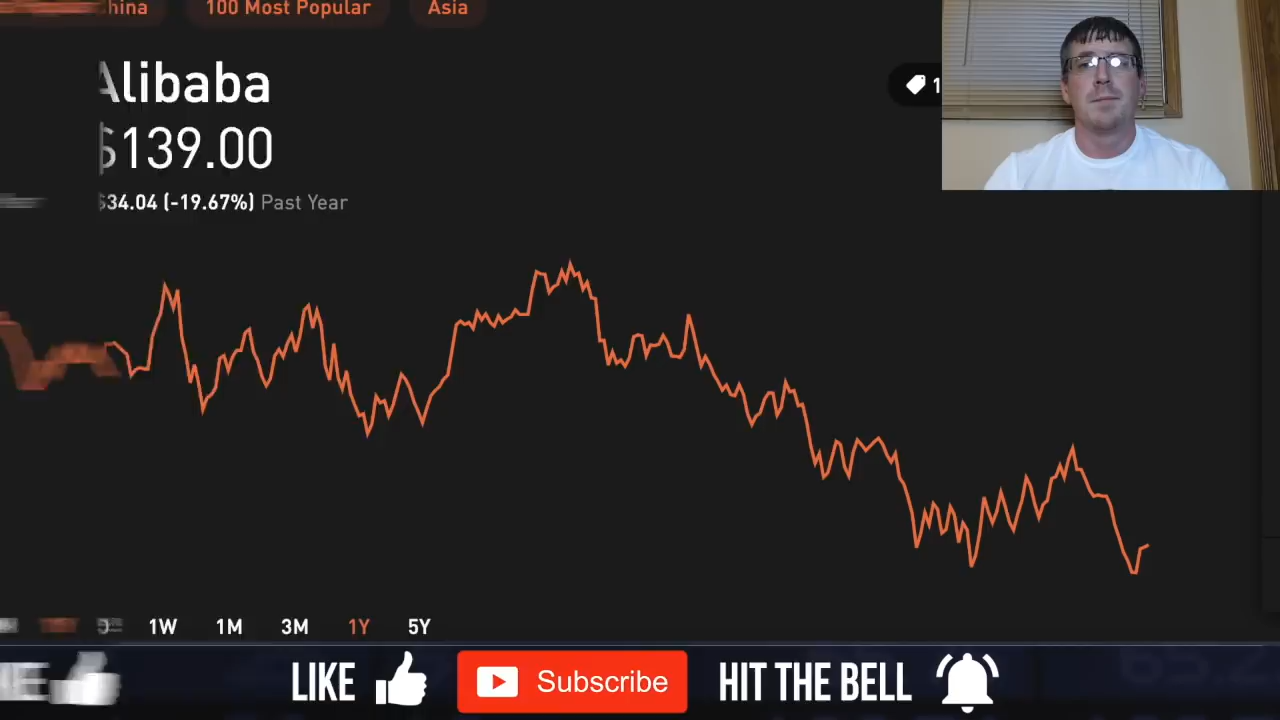 100 Most Popular
Asia
Alibaba
$139.00
$34.04 (-19.67%) Past Year
1W 1M 3M 1Y 5Y
LIKE Subscribe HIT THE BELL